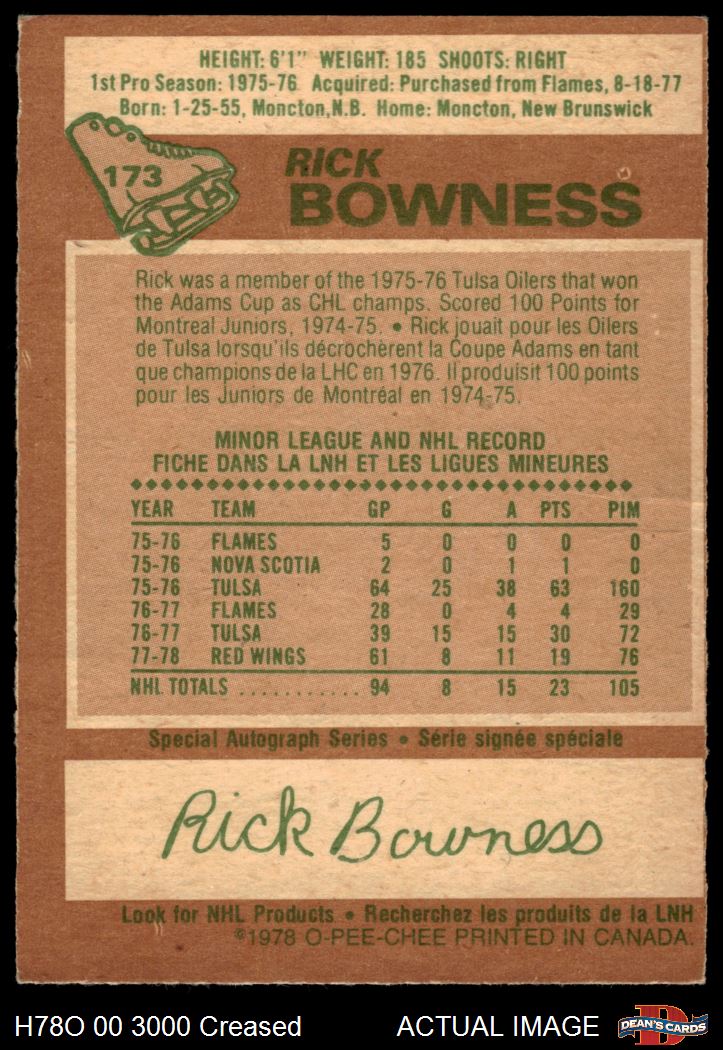 HEIGHT: 6'1" WEIGHT: 185 SHOOTS: RIGHT
1st Pro Season: 1975-76 Acquired: Purchased from Flames, 8-18-77
Born: 1-25-55, Moncton, N.B. Home: Moncton, New Brunswick
173
RICK
BOWNESS
Rick was a member of the 1975-76 Tulsa Oilers that won
the Adams Cup as CHL champs. Scored 100 Points for
Montreal Juniors, 1974-75. • Rick jouait pour les Oilers
de Tulsa lorsqu'ils décrochèrent la Coupe Adams en tant
que champions de la LHC en 1976. Il produisit 100 points
pour les Juniors de Montréal en 1974-75.
MINOR LEAGUE AND NHL RECORD
FICHE DANS LA LNH ET LES LIGUES MINEURES
YEAR TEAM GP G A PTS PIM
75-76 FLAMES 5 0 0 0 0
75-76 NOVA SCOTIA 2 0 1 1 0
75-76 TULSA 64 25 38 63 160
76-77 FLAMES 28 0 4 4 29
76-77 TULSA 39 15 15 30 72
77-78 RED WINGS 61 8 11 19 76
NHL TOTALS ........... 94 8 15 23 105
Special Autograph Series • Série signée spéciale
Rick Bowness
Look for NHL Products • Recherchez les produits de la LNH
©1978 O-PEE-CHEE PRINTED IN CANADA.
H78O 00 3000 Creased ACTUAL IMAGE
D
DEAN'S CARDS